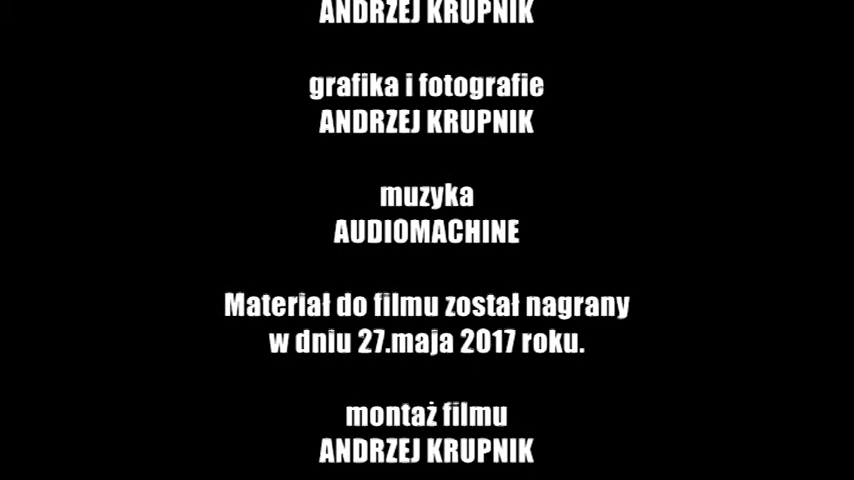 ANDRZEJ KRUPNIK
grafika i fotografie
ANDRZEJ KRUPNIK
muzyka
AUDIOMACHINE
Materiał do filmu został nagrany
w dniu 27.maja 2017 roku.
montaż filmu
ANDRZEJ KRUPNIK